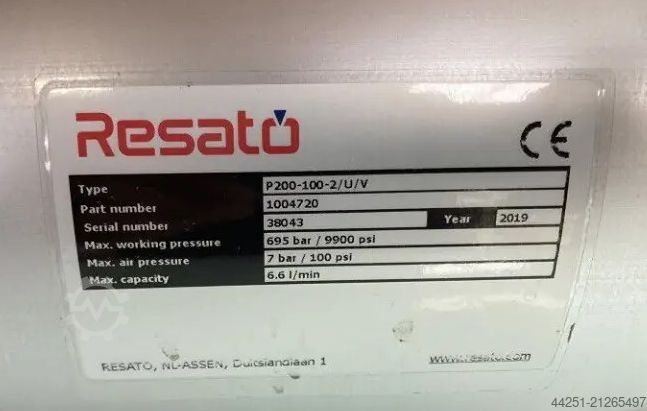 Resato
CE
Type P200-100-2/U/V
Part number 1004720
Serial number 38043 Year 2019
Max. working pressure 695 bar / 9900 psi
Max. air pressure 7 bar / 100 psi
Max. capacity 6.6 l/min
RESATO, NL-ASSEN, Duitslandlaan 1
www.resato.com
44251-21265497